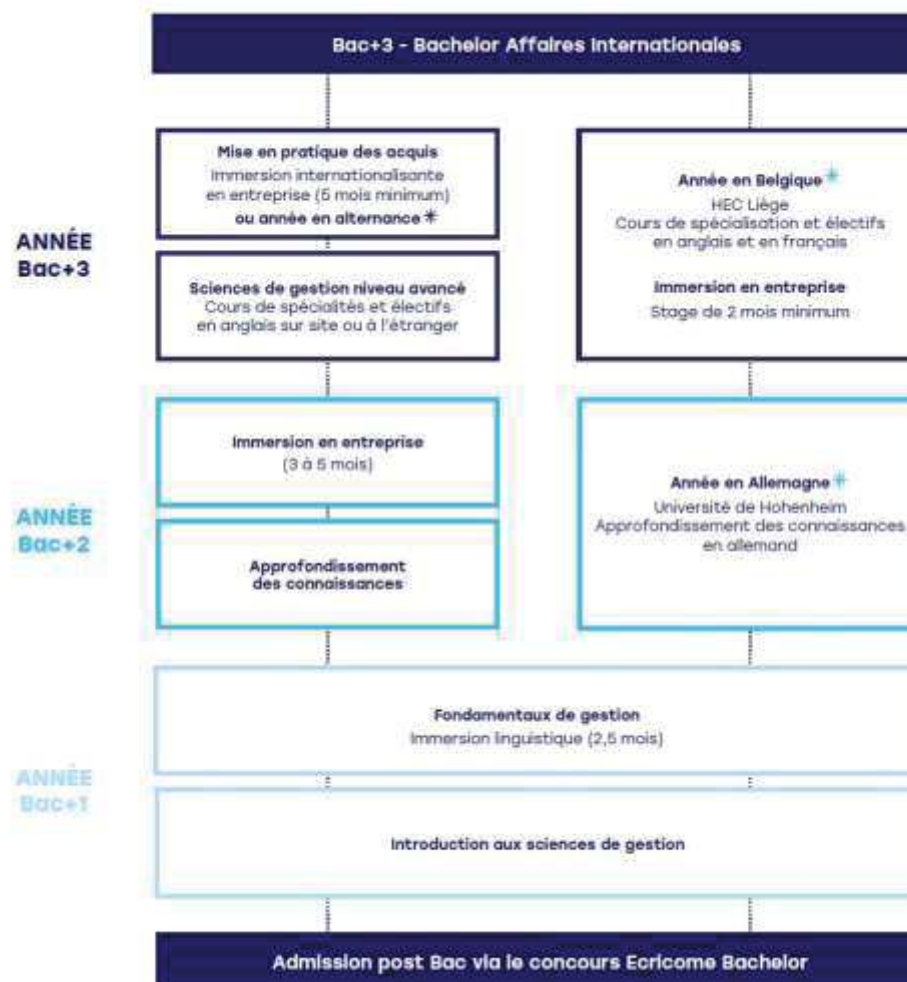 Bac+3 - Bachelor Affaires Internationales
ANNÉE
Bac+3
Mise en pratique des acquis
Immersion internationalisante
en entreprise (5 mois minimum)
ou année en alternance *
Sciences de gestion niveau avancé
Cours de spécialités et électifs
en anglais sur site ou à l'étranger
Année en Belgique *
HEC Liège
Cours de spécialisation et électifs
en anglais et en français
Immersion en entreprise
Stage de 2 mois minimum
ANNÉE
Bac+2
Immersion en entreprise
(3 à 5 mois)
Approfondissement
des connaissances
Année en Allemagne *
Université de Hohenheim
Approfondissement des connaissances
en allemand
ANNÉE
Bac+1
Fondamentaux de gestion
Immersion linguistique (2,5 mois)
Introduction aux sciences de gestion
Admission post Bac via le concours Ecricome Bachelor